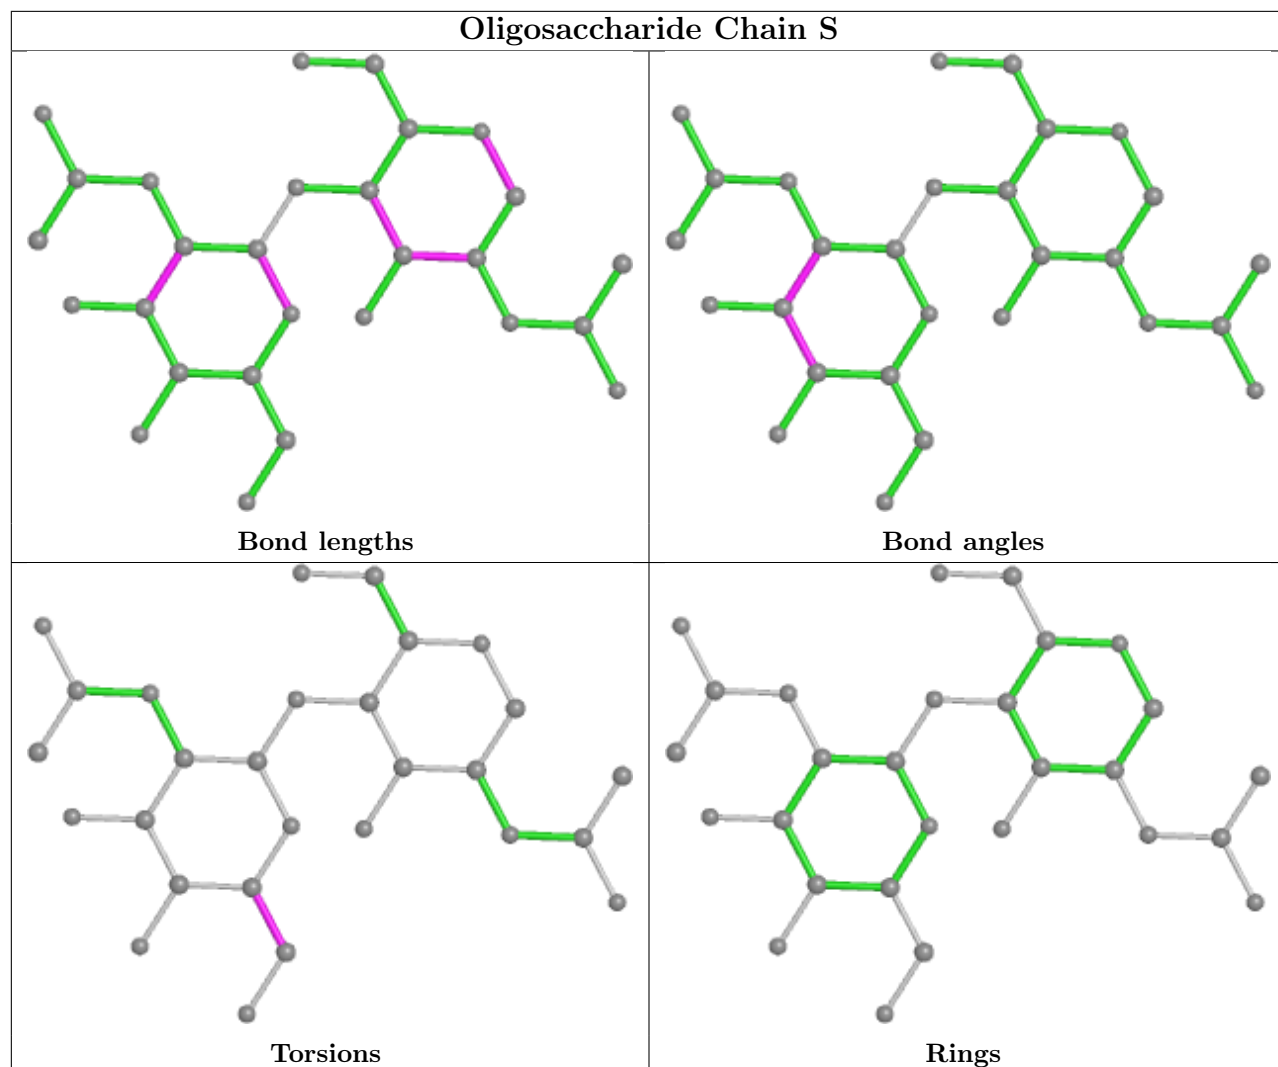 Oligosaccharide Chain S
Bond lengths
Bond angles
Torsions
Rings